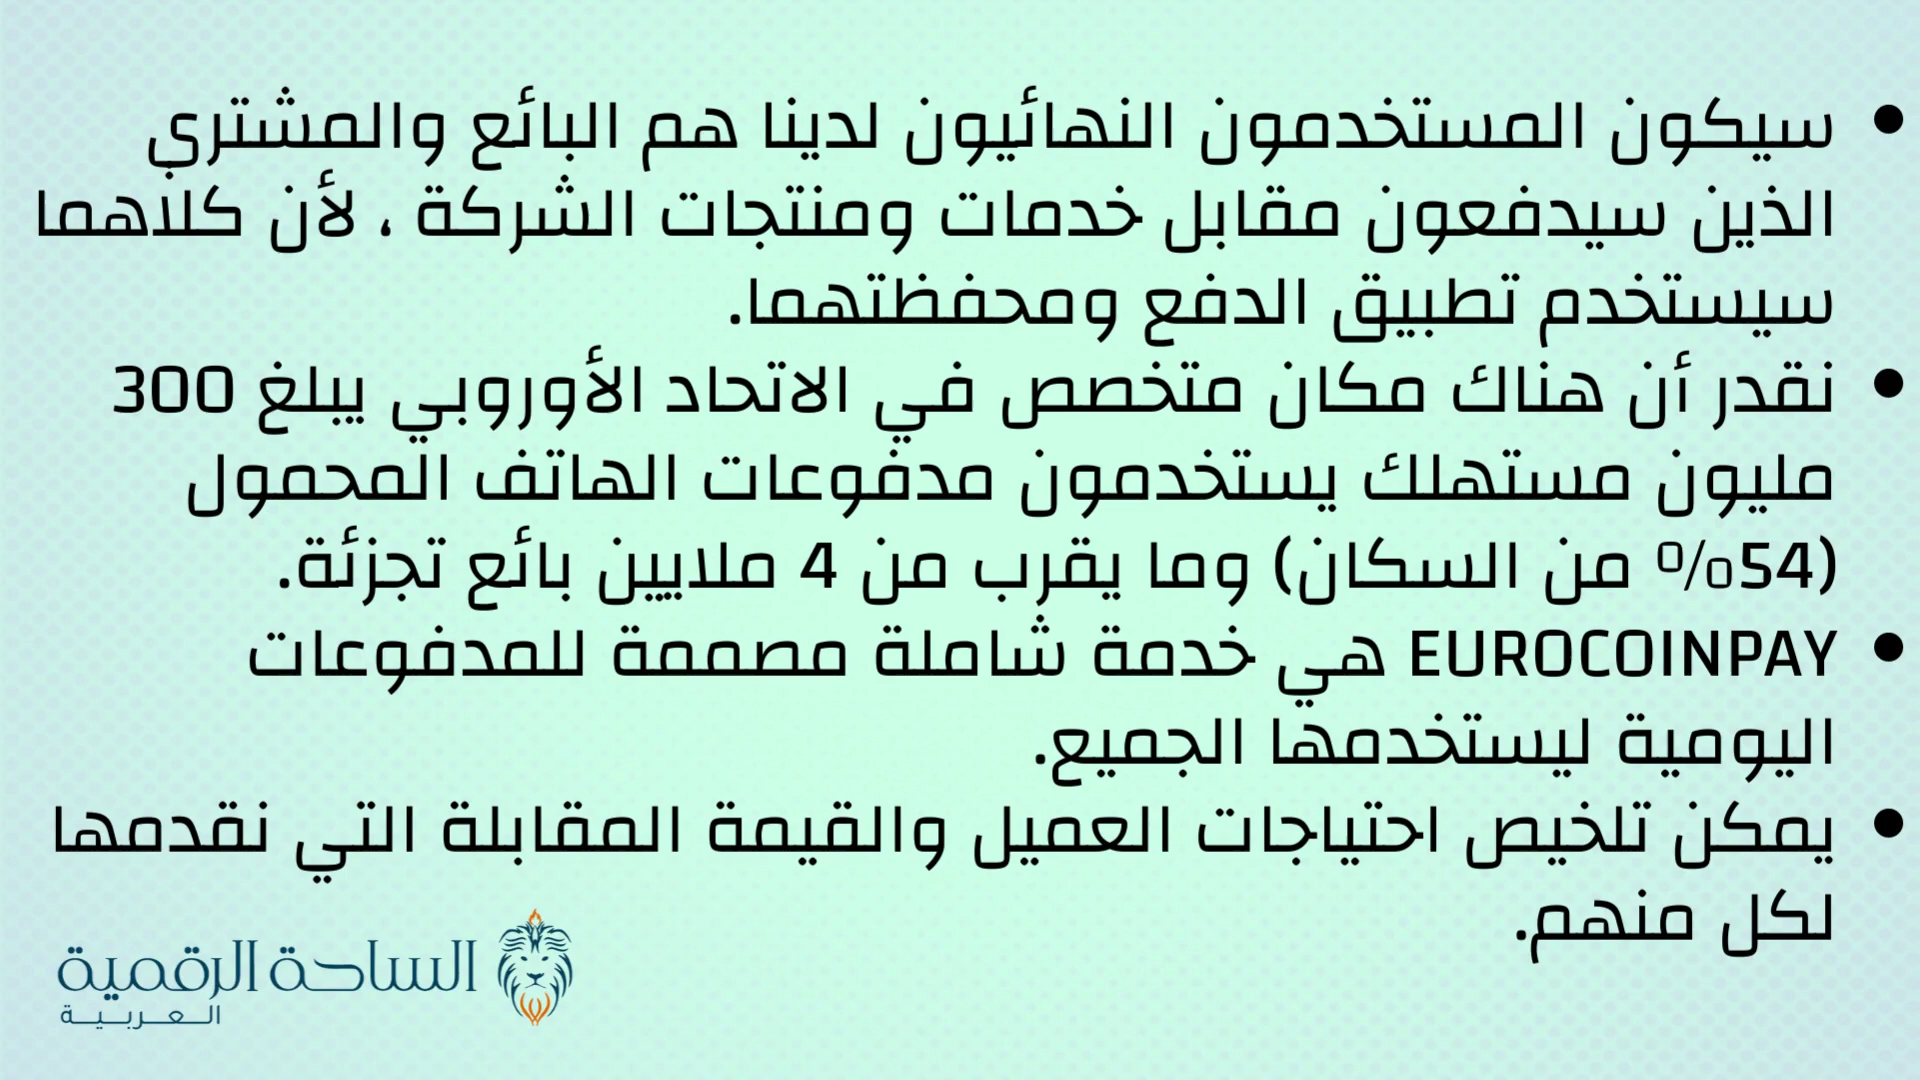 • سيكون المستخدمون النهائيون لدينا هم البائع والمشتري
الذين سيدفعون مقابل خدمات ومنتجات الشركة ، لأن كلاهما
سيستخدم تطبيق الدفع ومحفظتهما.
• نقدر أن هناك مكان متخصص في الاتحاد الأوروبي يبلغ 300
مليون مستهلك يستخدمون مدفوعات الهاتف المحمول
(54% من السكان) وما يقرب من 4 ملايين بائع تجزئة.
• EUROCOINPAY هي خدمة شاملة مصممة للمدفوعات
اليومية ليستخدمها الجميع.
• يمكن تلخيص احتياجات العميل والقيمة المقابلة التي نقدمها
لكل منهم.
الساحة الرقمية
العربية